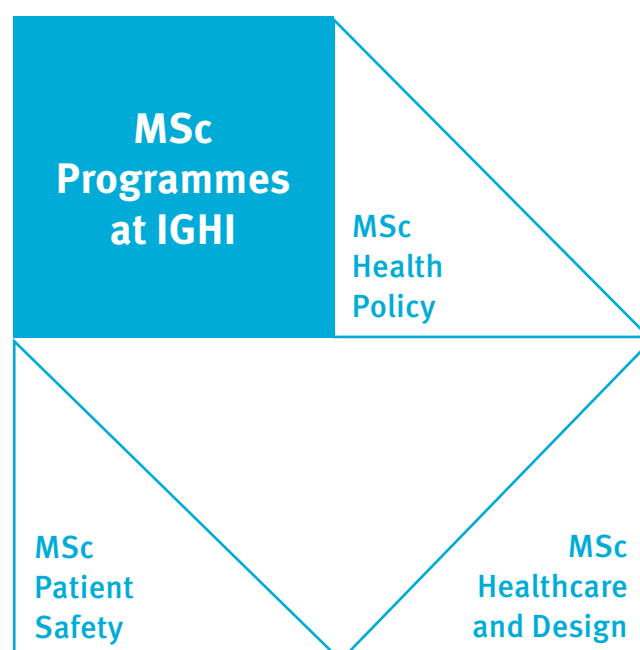 MSc
Programmes
at IGHI
MSc
Health
Policy
MSc
Patient
Safety
MSc
Healthcare
and Design